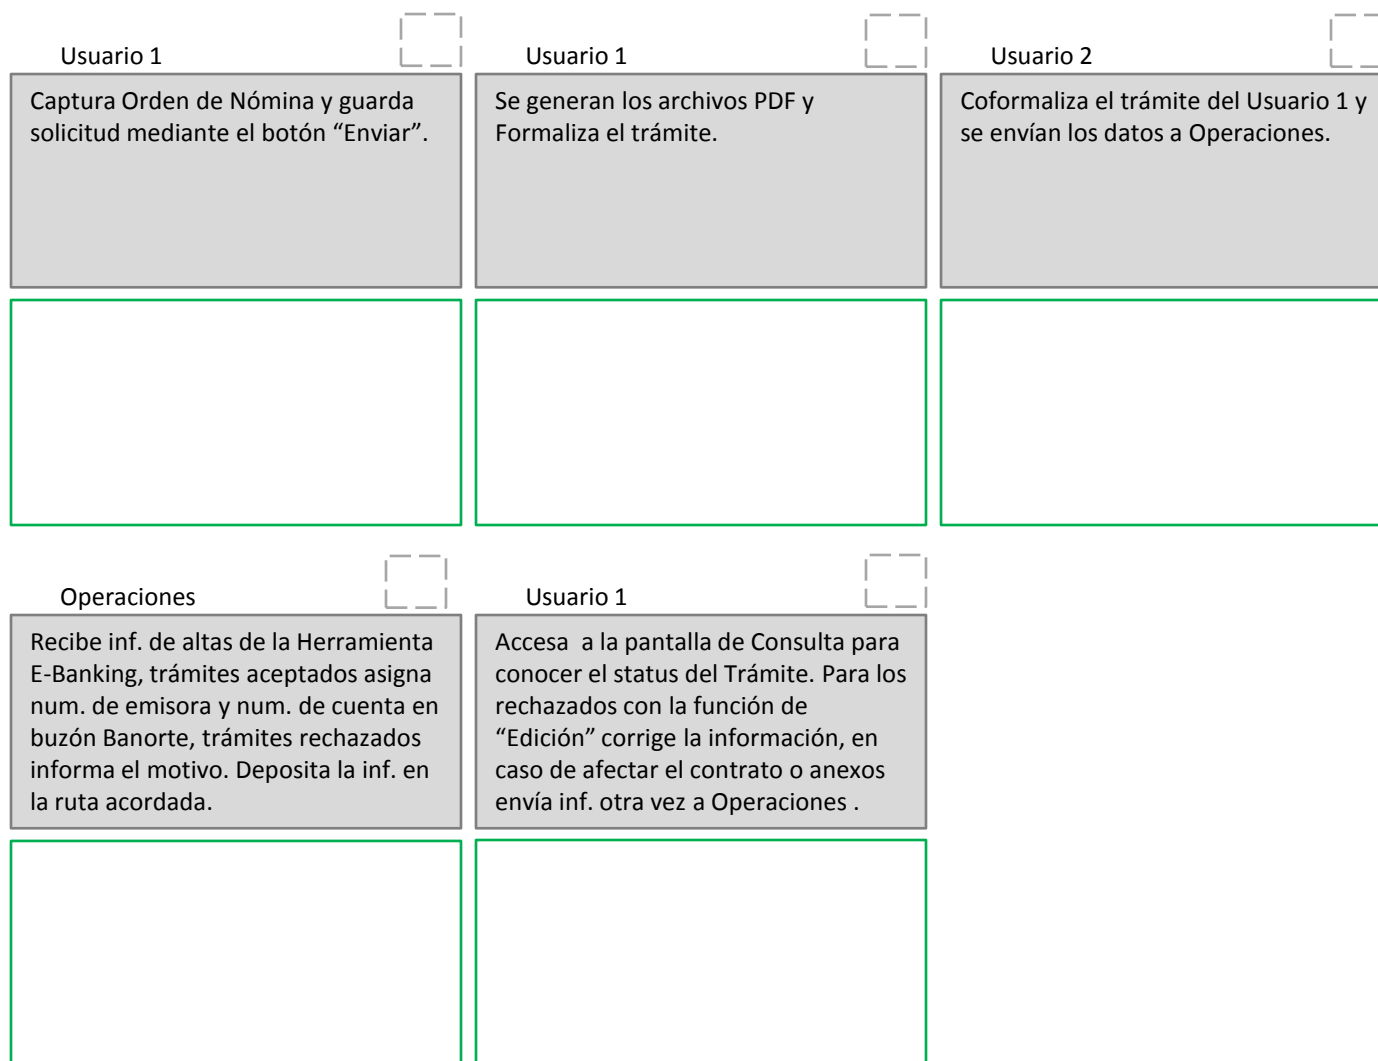 Usuario 1
Captura Orden de Nómina y guarda
solicitud mediante el botón “Enviar”.
Usuario 1
Se generan los archivos PDF y
Formaliza el trámite.
Usuario 2
Coformaliza el trámite del Usuario 1 y
se envían los datos a Operaciones.
Operaciones
Recibe inf. de altas de la Herramienta
E-Banking, trámites aceptados asigna
num. de emisora y num. de cuenta en
buzón Banorte, trámites rechazados
informa el motivo. Deposita la inf. en
la ruta acordada.
Usuario 1
Accesa  a la pantalla de Consulta para
conocer el status del Trámite. Para los
rechazados con la función de
“Edición” corrige la información, en
caso de afectar el contrato o anexos
envía inf. otra vez a Operaciones .